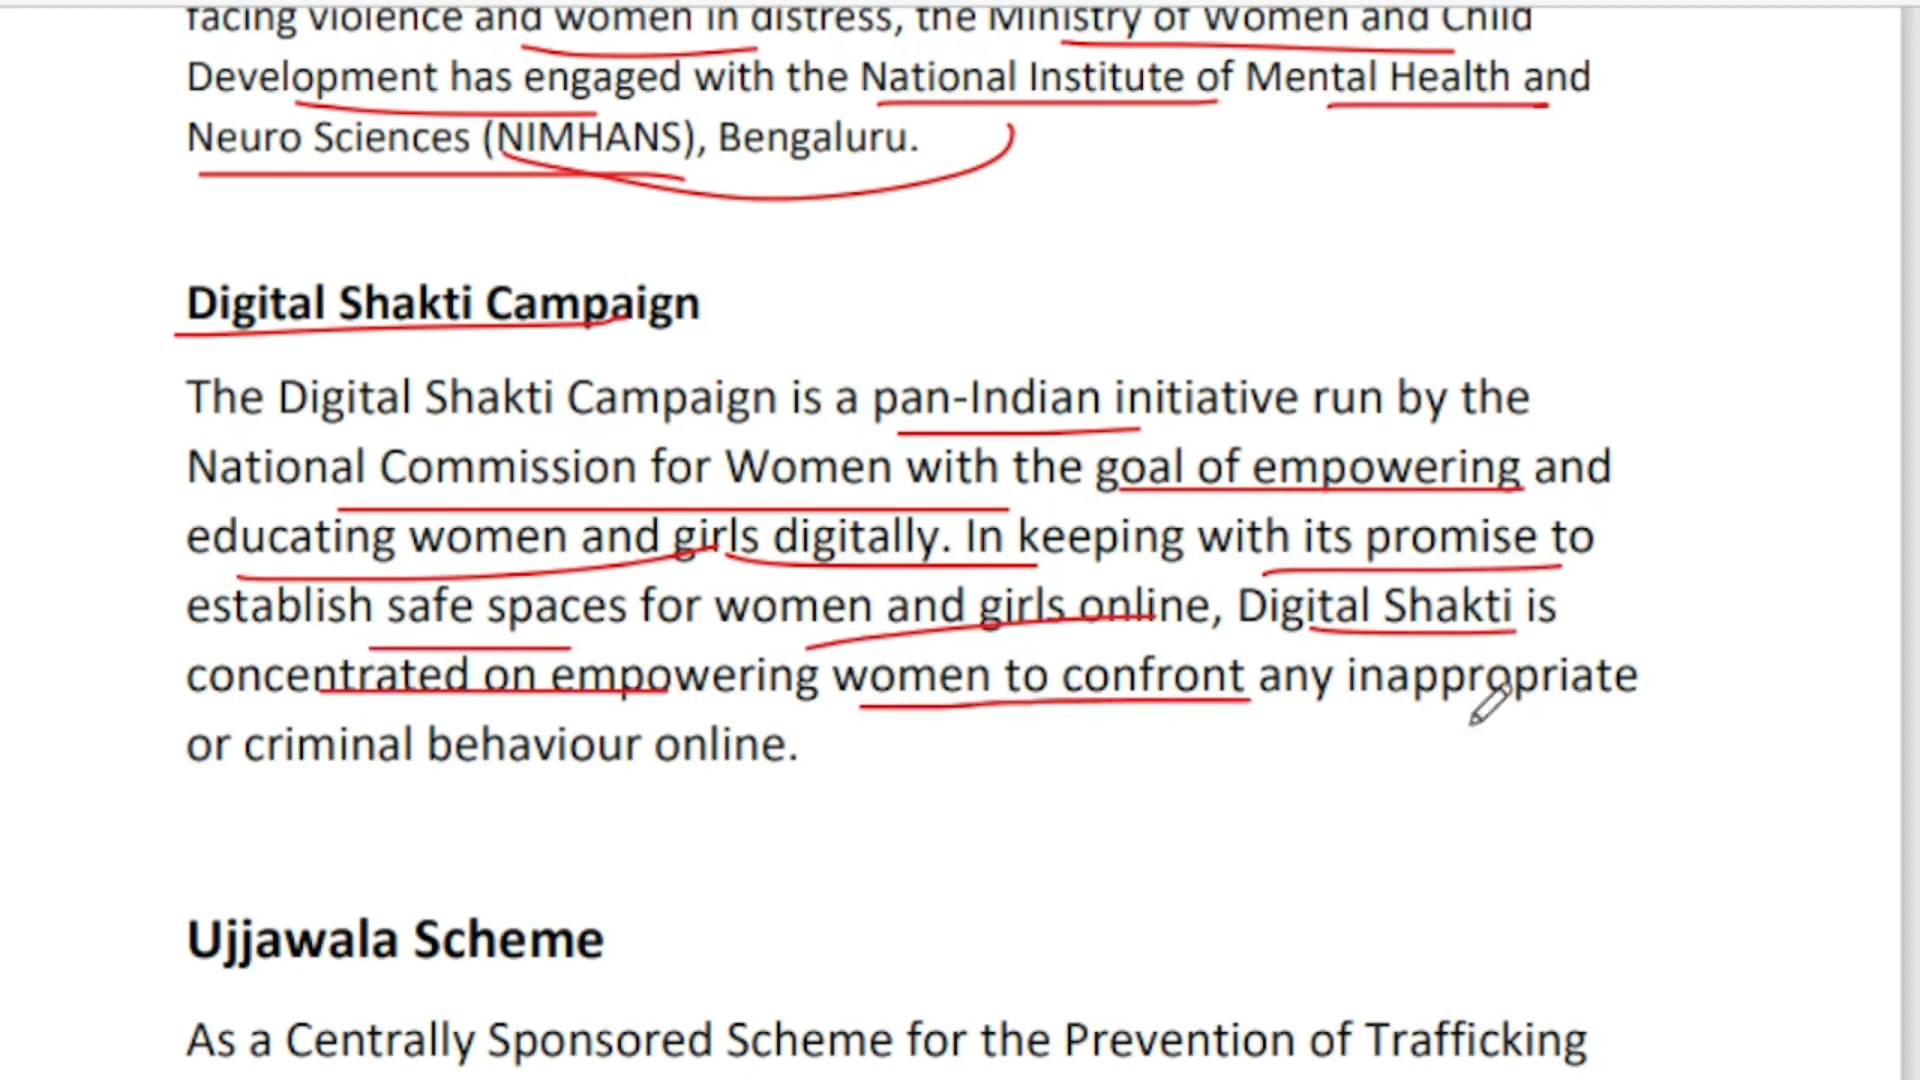 facing violence and women in distress, the Ministry of Women and Child
Development has engaged with the National Institute of Mental Health and
Neuro Sciences (NIMHANS), Bengaluru.
Digital Shakti Campaign
The Digital Shakti Campaign is a pan-Indian initiative run by the
National Commission for Women with the goal of empowering and
educating women and girls digitally. In keeping with its promise to
establish safe spaces for women and girls online, Digital Shakti is
concentrated on empowering women to confront any inappropriate
or criminal behaviour online.
Ujjawala Scheme
As a Centrally Sponsored Scheme for the Prevention of Trafficking